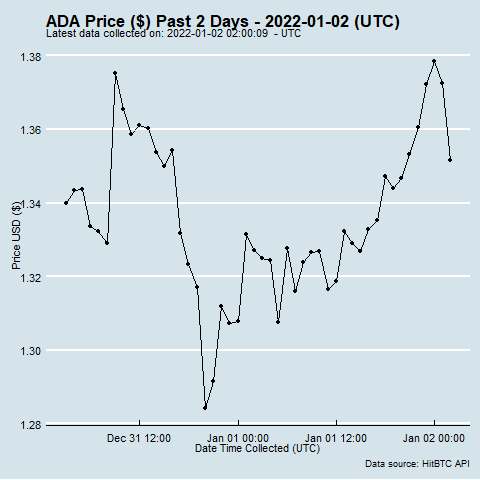 ADA Price ($) Past 2 Days - 2022-01-02 (UTC)
Latest data collected on: 2022-01-02 02:00:09  - UTC
1.38
1.36
1.34
1.32
1.30
1.28
Price USD ($)
Dec 31 12:00
Jan 01 00:00
Jan 01 12:00
Jan 02 00:00
Date Time Collected (UTC)
Data source: HitBTC API